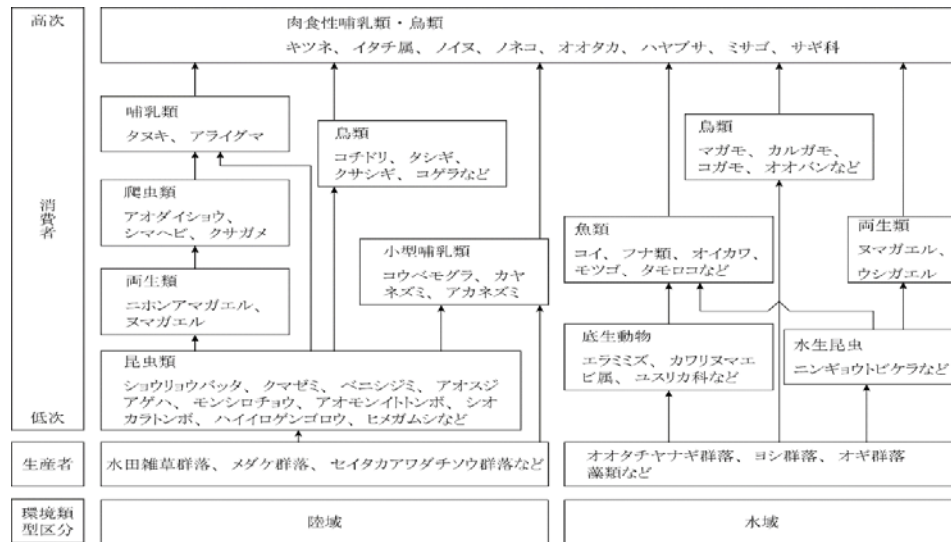 高次
肉食性哺乳類・鳥類
キツネ、イタチ属、ノイヌ、ノネコ、オオタカ、ハヤブサ、ミサゴ、サギ科
哺乳類
タヌキ、アライグマ
鳥類
コチドリ、タシギ、
クサシギ、コゲラなど
鳥類
マガモ、カルガモ、
コガモ、オオバンなど
消費者
爬虫類
アオダイショウ、
シマヘビ、クサガメ
小型哺乳類
コウベモグラ、カヤ
ネズミ、アカネズミ
魚類
コイ、フナ類、オイカワ、
モツゴ、タモロコなど
両生類
ヌマガエル、
ウシガエル
両生類
ニホンアマガエル、
ヌマガエル
底生動物
エラミミズ、カワリヌマエ
ビ属、ユスリカ科など
水生昆虫
ニンギョウトビケラなど
昆虫類
ショウリョウバッタ、クマゼミ、ベニシジミ、アオスジ
アゲハ、モンシロチョウ、アオモンイトトンボ、シオ
カラトンボ、ハイイロゲンゴロウ、ヒメガムシなど
低次
生産者
水田雑草群落、メダケ群落、セイタカアワダチソウ群落など
オオタチヤナギ群落、ヨシ群落、オギ群落
藻類など
環境類
型区分
陸域
水域